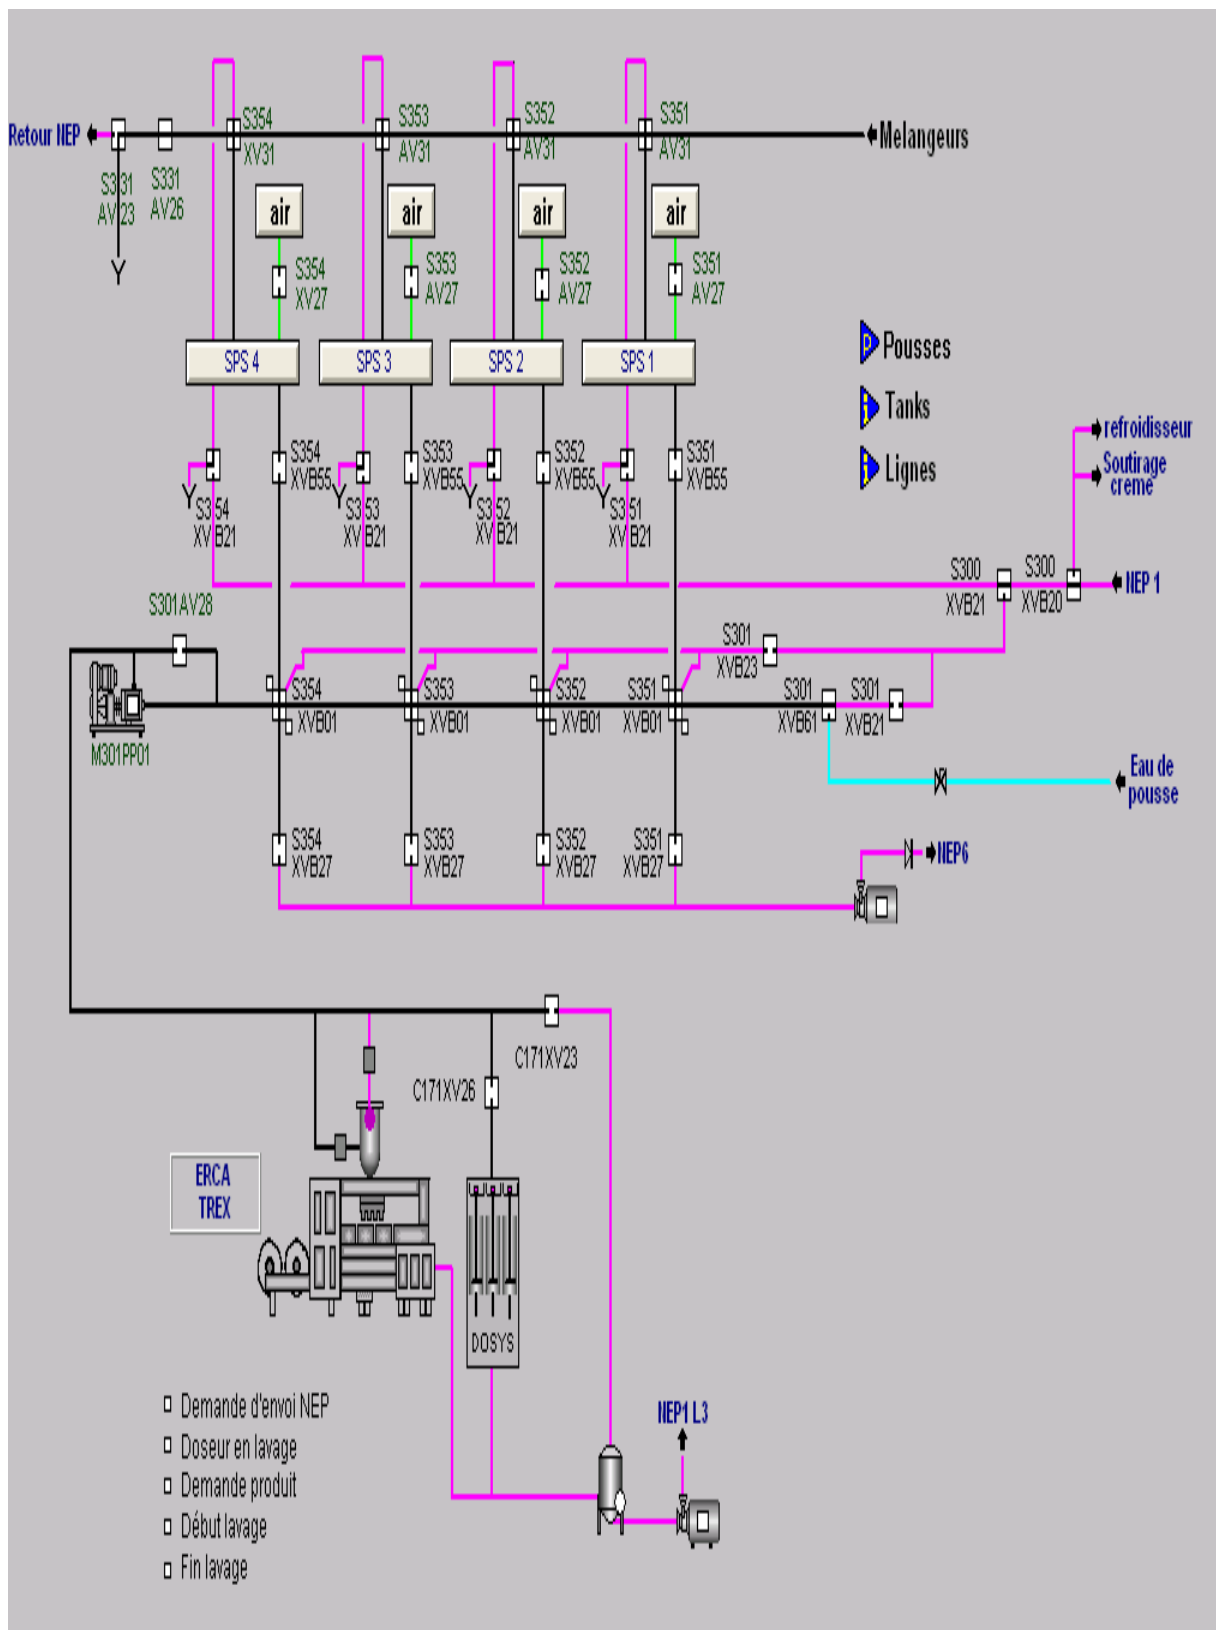 S354
S353
S352
S351
Retour NEP
Melangeurs
XV31
AV31
AV31
AV31
S331
AV23
S331
AV26
air
air
air
air
S354
XV27
S353
AV27
S352
AV27
S351
AV27
SPS 4
SPS 3
SPS 2
SPS 1
Pousses
Tanks
Lignes
refroidisseur
Soutirage
creme
S354
XVB55
S353
XVB55
S352
XVB55
S351
XVB55
S354
XVB21
S353
XVB21
S352
XVB21
S351
XVB21
S300
XVB21
S300
XVB20
NEP 1
S301AV28
S301
XVB23
S354
XVB01
S353
XVB01
S352
XVB01
S351
XVB01
S301
XVB61
S301
XVB21
M301PP01
Eau de
pousse
S354
XVB27
S353
XVB27
S352
XVB27
S351
XVB27
NEP6
C171XV23
C171XV26
ERCA
TREX
DOSYS
Demande d'envoi NEP
Doseur en lavage
Demande produit
Début lavage
Fin lavage
NEP1 L3